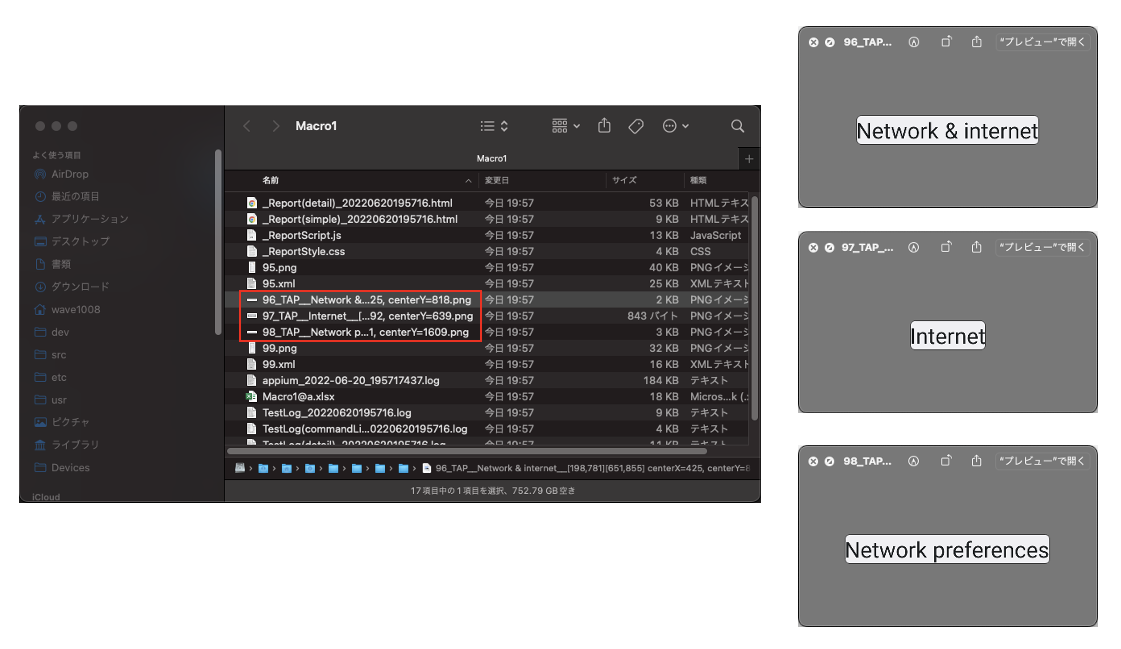 Macro1
よく使う項目
AirDrop
最近の項目
アプリケーション
デスクトップ
書類
ダウンロード
wave1008
dev
src
etc
usr
ピクチャ
ライブラリ
Devices
iCloud
Macro1
+
名前 変更日 サイズ 種類
_Report(detail)_20220620195716.html 今日 19:57 53 KB HTMLテキス
_Report(simple)_20220620195716.html 今日 19:57 9 KB HTMLテキス
_ReportScript.js 今日 19:57 13 KB JavaScript
_ReportStyle.css 今日 19:57 4 KB CSS
95.png 今日 19:57 40 KB PNGイメージ
95.xml 今日 19:57 25 KB XMLテキスト
96_TAP__Network &...25, centerY=818.png 今日 19:57 2 KB PNGイメージ
97_TAP__Internet__[...92, centerY=639.png 今日 19:57 843 バイト PNGイメージ
98_TAP__Network p...1, centerY=1609.png 今日 19:57 3 KB PNGイメージ
99.png 今日 19:57 32 KB PNGイメージ
99.xml 今日 19:57 16 KB XMLテキスト
appium_2022-06-20_195717437.log 今日 19:57 184 KB テキスト
Macro1@a.xlsx 今日 19:57 18 KB Micros...k (.
TestLog_20220620195716.log 今日 19:57 9 KB テキスト
TestLog(commandLi...0220620195716.log 今日 19:57 4 KB テキスト
TestLog(detail)_20220620195716.log 今日 19:57 11 KB テキスト
96_TAP__Network & internet__[198,781][651,855] centerX=425, centerY=8
17項目中の1項目を選択、752.79 GB空き
96_TAP... "プレビュー"で開く
Network & internet
97_TAP_... "プレビュー"で開く
Internet
98_TAP... "プレビュー"で開く
Network preferences